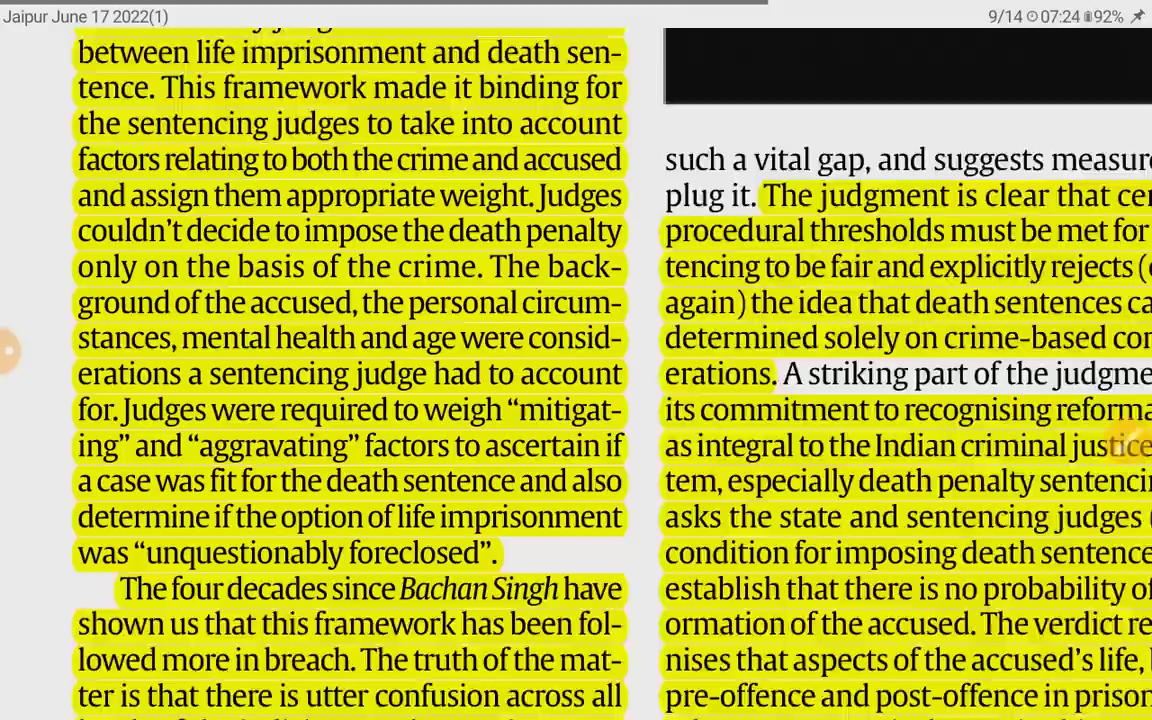 Jaipur June 17 2022(1)
9/14 07:24 92%
between life imprisonment and death sen-
tence. This framework made it binding for
the sentencing judges to take into account
factors relating to both the crime and accused
and assign them appropriate weight. Judges
couldn't decide to impose the death penalty
only on the basis of the crime. The back-
ground of the accused, the personal circum-
stances, mental health and age were consid-
erations a sentencing judge had to account
for. Judges were required to weigh “mitigat-
ing” and “aggravating” factors to ascertain if
a case was fit for the death sentence and also
determine if the option of life imprisonment
was “unquestionably foreclosed”.
The four decades since Bachan Singh have
shown us that this framework has been fol-
lowed more in breach. The truth of the mat-
ter is that there is utter confusion across all
such a vital gap, and suggests measur
plug it. The judgment is clear that cer
procedural thresholds must be met for
tencing to be fair and explicitly rejects (
again) the idea that death sentences ca
determined solely on crime-based con
erations. A striking part of the judgme
its commitment to recognising reforma
as integral to the Indian criminal justice
tem, especially death penalty sentenci
asks the state and sentencing judges (
condition for imposing death sentence
establish that there is no probability of
ormation of the accused. The verdict re
nises that aspects of the accused's life,
pre-offence and post-offence in prison